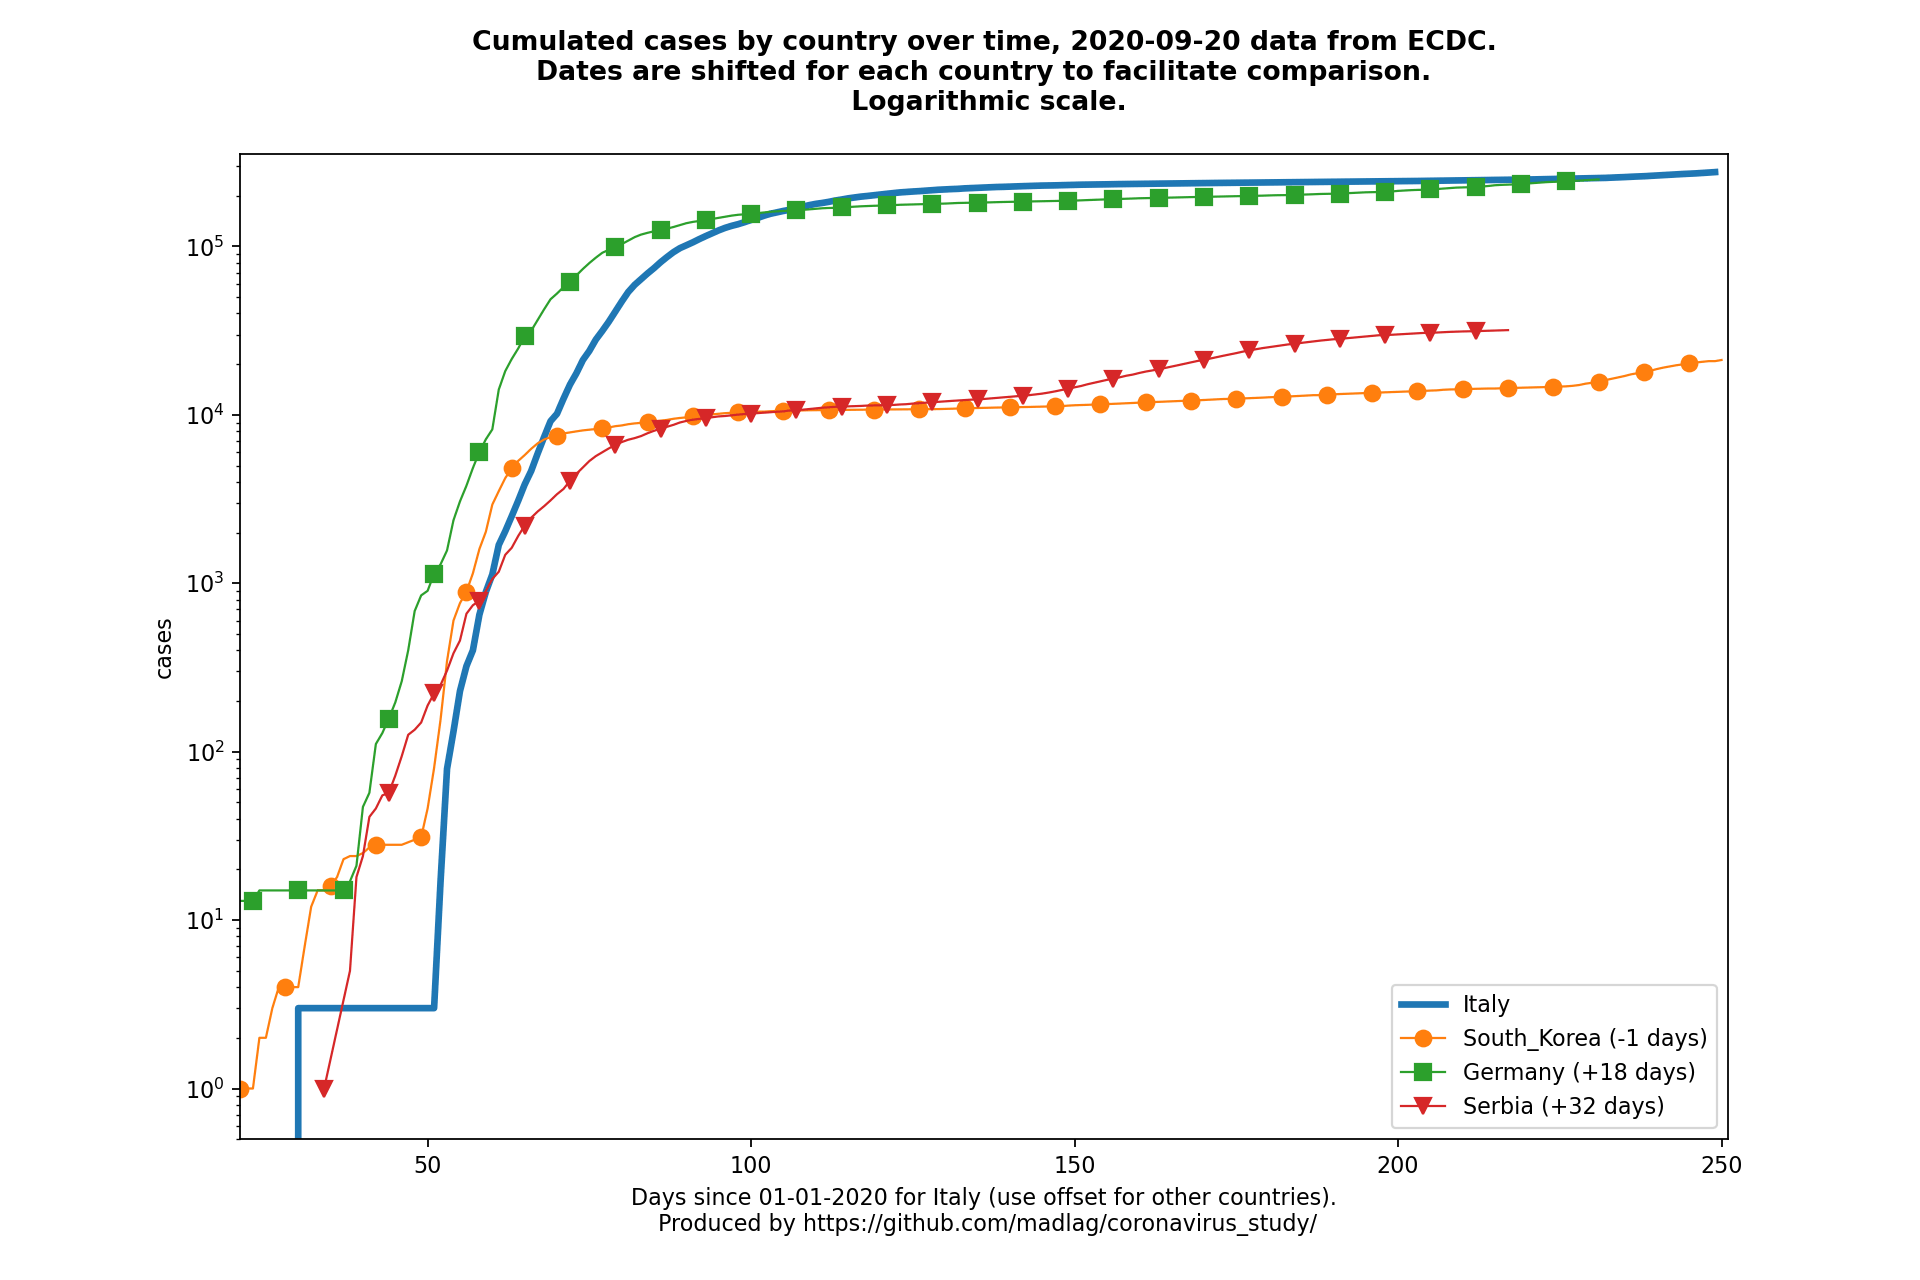 Cumulated cases by country over time, 2020-09-20 data from ECDC.
Dates are shifted for each country to facilitate comparison.
Logarithmic scale.
10^5
10^4
10^3
10^2
10^1
10^0
cases
Italy
South_Korea (-1 days)
Germany (+18 days)
Serbia (+32 days)
50 100 150 200 250
Days since 01-01-2020 for Italy (use offset for other countries).
Produced by https://github.com/madlag/coronavirus_study/